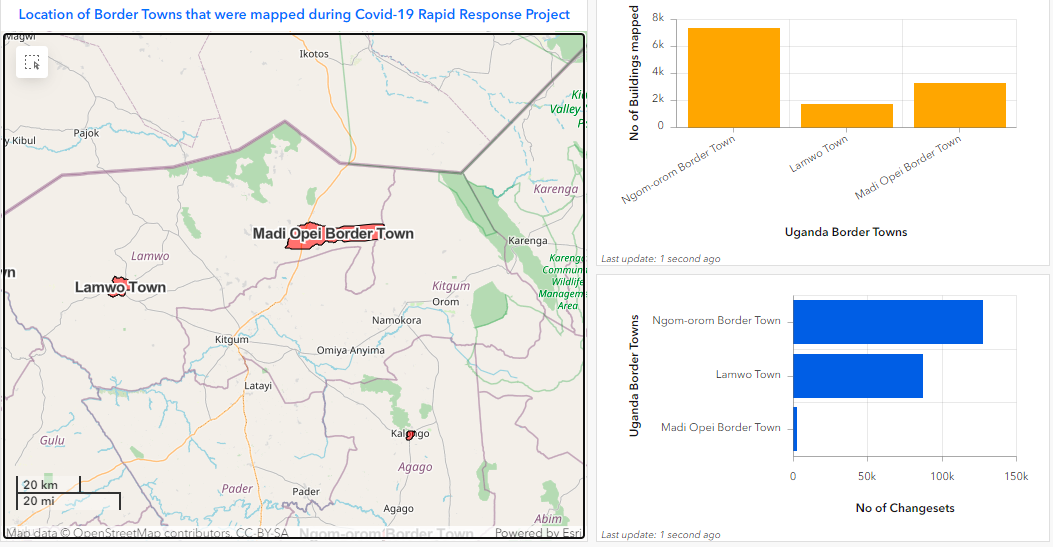 Location of Border Towns that were mapped during Covid-19 Rapid Response Project
Magwi
Ikotos
Pajok
y Kibul
Kid
Valley
P
Karenga
Madi Opei Border Town
Karenga
Lamwo
Karenga
Commun
Wildlife
Managem
Area
wn
Lamwo Town
Kitgum
Orom
Namokora
Kitgum
Omiya Anyima
Latayi
Kalongo
Gulu
Agago
Pader
Pader
Agago
Abim
20 km
20 mi
Ngom-orom Border Town
Map data © OpenStreetMap contributors, CC-BY-SA
Powered by Esri
No of Buildings mapped
8k
6k
4k
2k
0
Ngom-orom Border Town
Lamwo Town
Madi Opei Border Town
Uganda Border Towns
Last update: 1 second ago
Uganda Border Towns
Ngom-orom Border Town
Lamwo Town
Madi Opei Border Town
0
50k
100k
150k
No of Changesets
Last update: 1 second ago